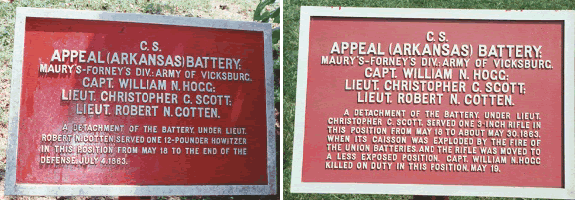 C.S.
APPEAL (ARKANSAS) BATTERY;
MAURY'S-FORNEY'S DIV.: ARMY OF VICKSBURG.
CAPT. WILLIAM N. HOGG;
LIEUT. CHRISTOPHER C. SCOTT;
LIEUT. ROBERT N. COTTEN.
A DETACHMENT OF THE BATTERY, UNDER LIEUT.
ROBERT N. COTTEN, SERVED ONE 12-POUNDER HOWITZER
IN THIS POSITION FROM MAY 18 TO THE END OF THE
DEFENSE, JULY 4, 1863.
C.S.
APPEAL (ARKANSAS) BATTERY;
MAURY'S-FORNEY'S DIV.: ARMY OF VICKSBURG.
CAPT. WILLIAM N. HOGG;
LIEUT. CHRISTOPHER C. SCOTT;
LIEUT. ROBERT N. COTTEN.
A DETACHMENT OF THE BATTERY, UNDER LIEUT.
CHRISTOPHER C. SCOTT, SERVED ONE 3-INCH RIFLE IN
THIS POSITION FROM MAY 18 TO ABOUT MAY 30, 1863,
WHEN ITS CAISSON WAS EXPLODED BY THE FIRE OF
THE UNION BATTERIES, AND THE RIFLE WAS MOVED TO
A LESS EXPOSED POSITION. CAPT. WILLIAM N. HOGG
KILLED ON DUTY IN THIS POSITION, MAY 19.